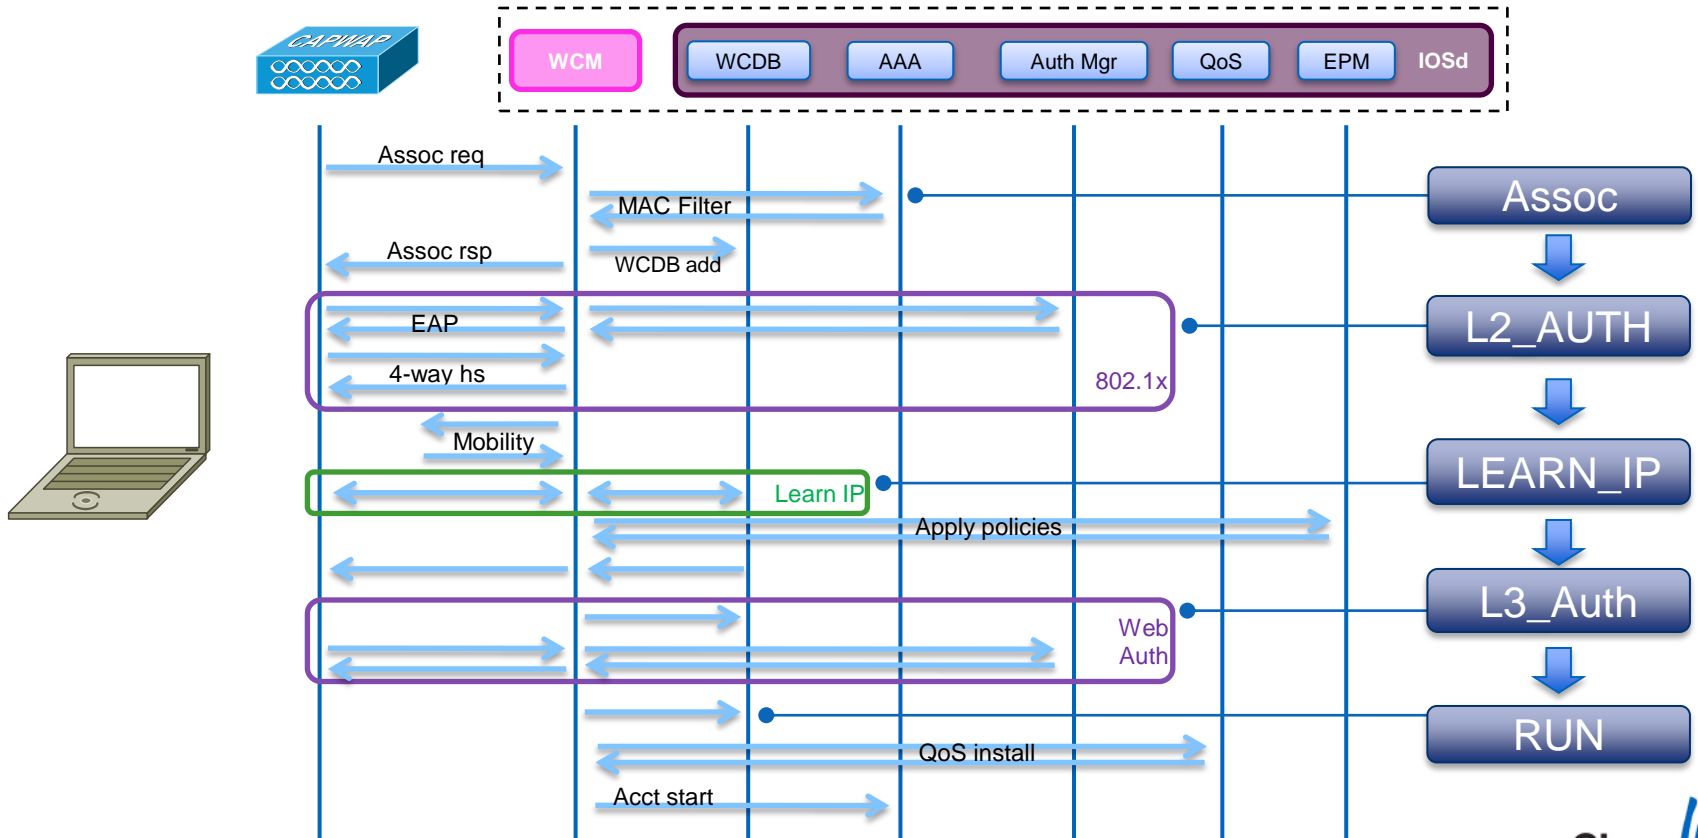 CAPWAP
WCM
WCDB
AAA
Auth Mgr
QoS
EPM
IOSd
Assoc req
MAC Filter
Assoc
Assoc rsp
WCDB add
EAP
L2_AUTH
4-way hs
802.1x
Mobility
LEARN_IP
Learn IP
Apply policies
L3_Auth
Web
Auth
RUN
QoS install
Acct start